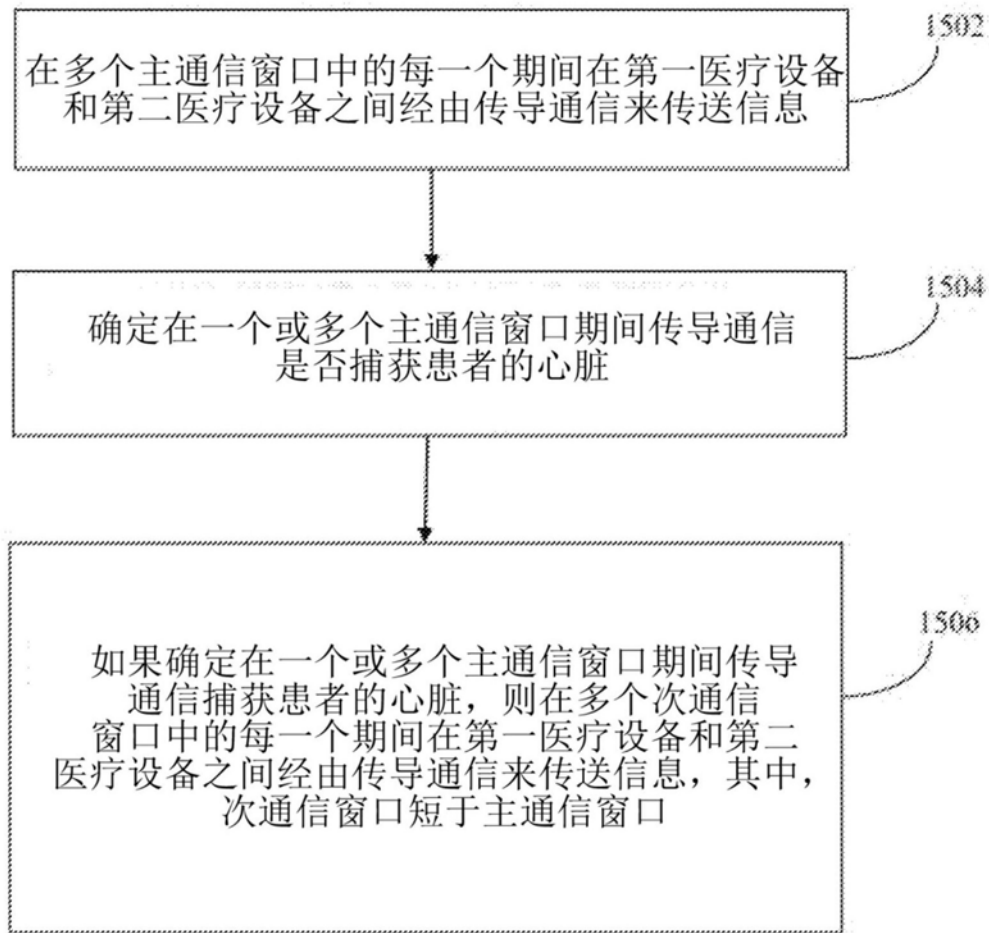 1502
在多个主通信窗口中的每一个期间在第一医疗设备
和第二医疗设备之间经由传导通信来传送信息
1504
确定在一个或多个主通信窗口期间传导通信
是否捕获患者的心脏
1506
如果确定在一个或多个主通信窗口期间传导
通信捕获患者的心脏，则在多个次通信
窗口中的每一个期间在第一医疗设备和第二
医疗设备之间经由传导通信来传送信息，其中，
次通信窗口短于主通信窗口